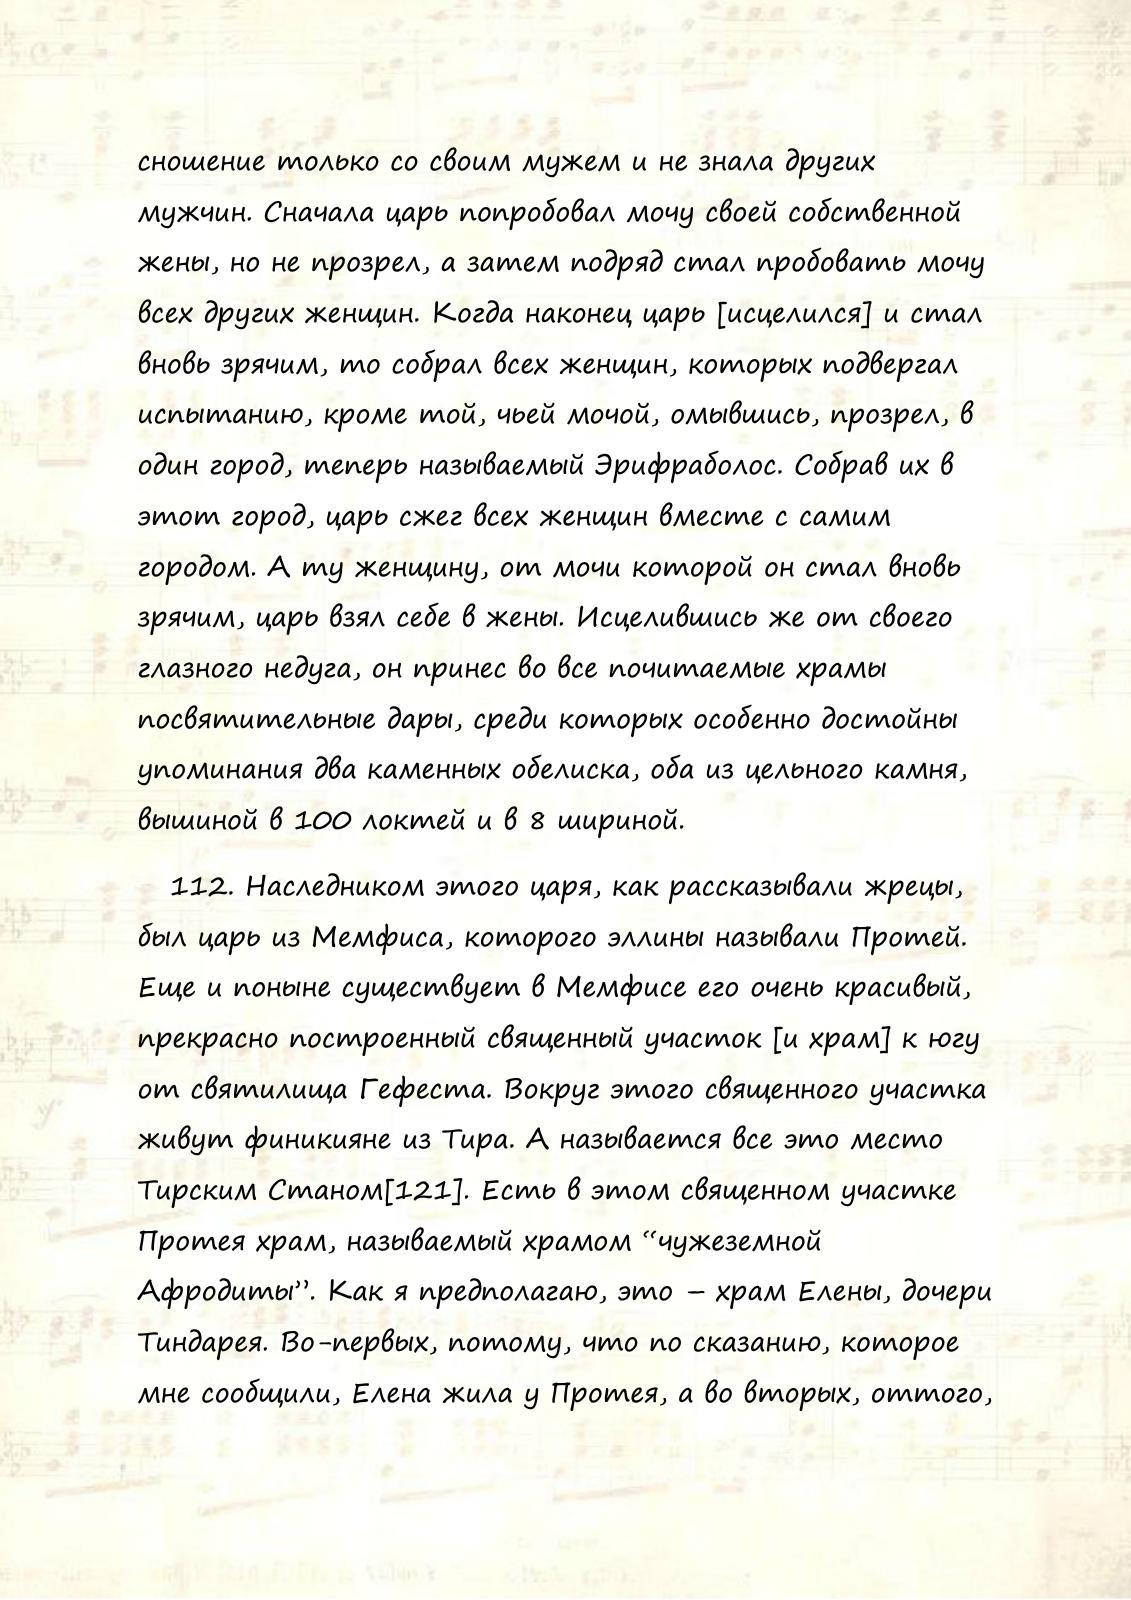 сношение только со своим мужем и не знала других
мужчин. Сначала царь попробовал мочу своей собственной
жены, но не прозрел, а затем подряд стал пробовать мочу
всех других женщин. Когда наконец царь [исцелился] и стал
вновь зрячим, то собрал всех женщин, которых подвергал
испытанию, кроме той, чьей мочой, омывшись, прозрел, в
один город, теперь называемый Эрифраболос. Собрав их в
этот город, царь сжег всех женщин вместе с самим
городом. А ту женщину, от мочи которой он стал вновь
зрячим, царь взял себе в жены. Исцелившись же от своего
глазного недуга, он принес во все почитаемые храмы
посвятительные дары, среди которых особенно достойны
упоминания два каменных обелиска, оба из цельного камня,
вышиной в 100 локтей и в 8 шириной.
112. Наследником этого царя, как рассказывали жрецы,
был царь из Мемфиса, которого эллины называли Протей.
Еще и поныне существует в Мемфисе его очень красивый,
прекрасно построенный священный участок [и храм] к югу
от святилища Гефеста. Вокруг этого священного участка
живут финикияне из Тира. А называется все это место
Тирским Станом[121]. Есть в этом священном участке
Протея храм, называемый храмом “чужеземной
Афродиты”. Как я предполагаю, это – храм Елены, дочери
Тиндарея. Во-первых, потому, что по сказанию, которое
мне сообщили, Елена жила у Протея, а во вторых, оттого,